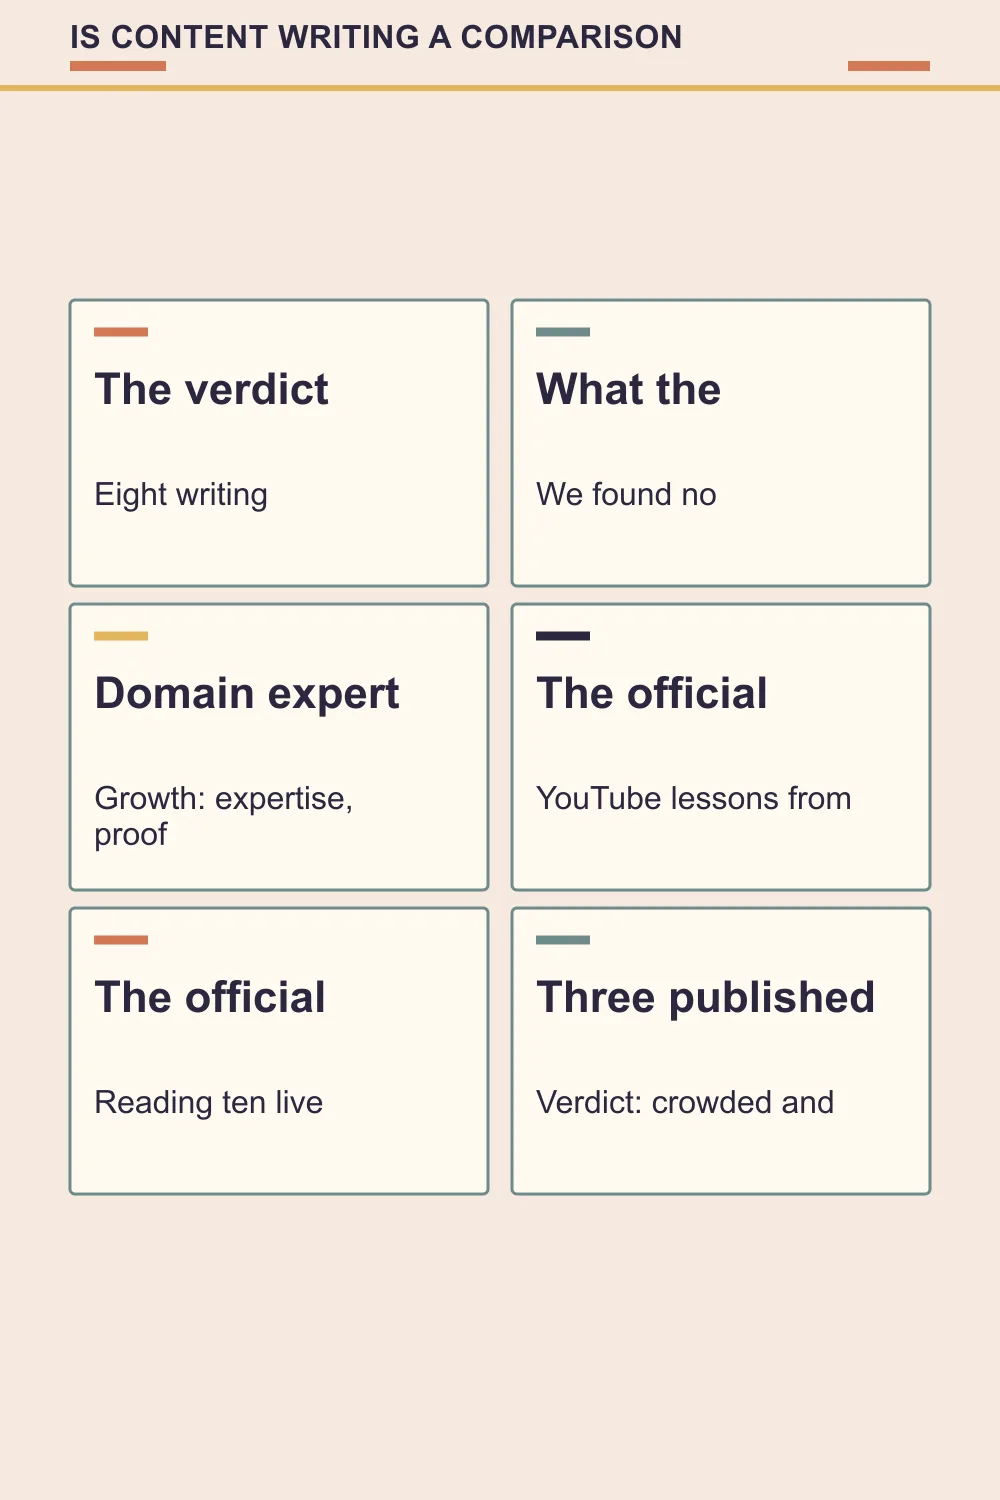 IS CONTENT WRITING A COMPARISON
The verdict
Eight writing
What the
We found no
Domain expert
Growth: expertise,
proof
The official
YouTube lessons from
The official
Reading ten live
Three published
Verdict: crowded and